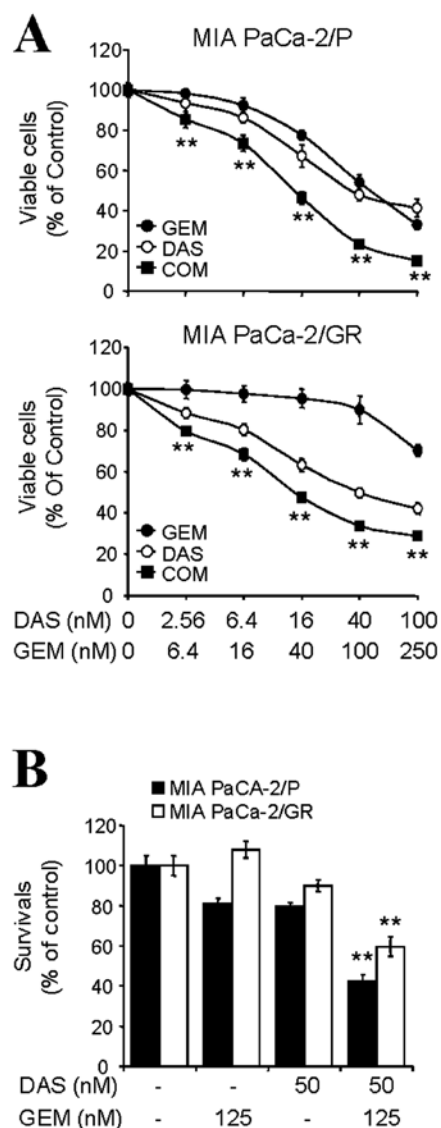 A
MIA PaCa-2/P
Viable cells
(% of Control)
120
100
80
60
40
20
0
GEM
DAS
COM
**
**
**
**
**
MIA PaCa-2/GR
Viable cells
(% Of Control)
120
100
80
60
40
20
0
GEM
DAS
COM
**
**
**
**
**
DAS (nM) 0 2.56 6.4 16 40 100
GEM (nM) 0 6.4 16 40 100 250
B
MIA PaCA-2/P
MIA PaCa-2/GR
Survivals
(% of control)
120
100
80
60
40
20
0
**
**
DAS (nM) - - 50 50
GEM (nM) - 125 - 125